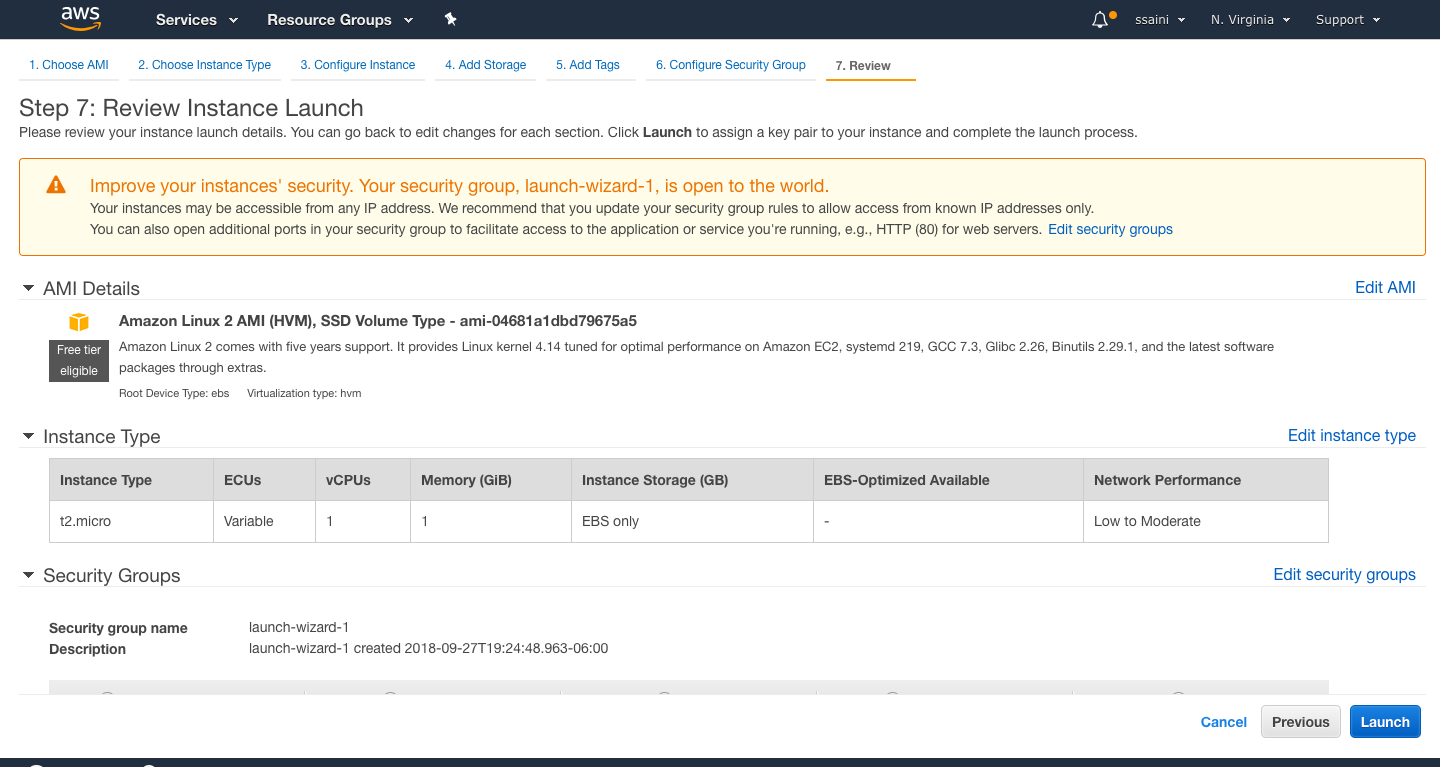 aws Services Resource Groups ssaini N. Virginia Support
1. Choose AMI 2. Choose Instance Type 3. Configure Instance 4. Add Storage 5. Add Tags 6. Configure Security Group 7. Review
Step 7: Review Instance Launch
Please review your instance launch details. You can go back to edit changes for each section. Click Launch to assign a key pair to your instance and complete the launch process.
Improve your instances' security. Your security group, launch-wizard-1, is open to the world.
Your instances may be accessible from any IP address. We recommend that you update your security group rules to allow access from known IP addresses only.
You can also open additional ports in your security group to facilitate access to the application or service you're running, e.g., HTTP (80) for web servers. Edit security groups
AMI Details Edit AMI
Amazon Linux 2 AMI (HVM), SSD Volume Type - ami-04681a1dbd79675a5
Free tier
eligible
Amazon Linux 2 comes with five years support. It provides Linux kernel 4.14 tuned for optimal performance on Amazon EC2, systemd 219, GCC 7.3, Glibc 2.26, Binutils 2.29.1, and the latest software
packages through extras.
Root Device Type: ebs Virtualization type: hvm
Instance Type Edit instance type
Instance Type ECUs vCPUs Memory (GiB) Instance Storage (GB) EBS-Optimized Available Network Performance
t2.micro Variable 1 1 EBS only - Low to Moderate
Security Groups Edit security groups
Security group name launch-wizard-1
Description launch-wizard-1 created 2018-09-27T19:24:48.963-06:00
Cancel Previous Launch